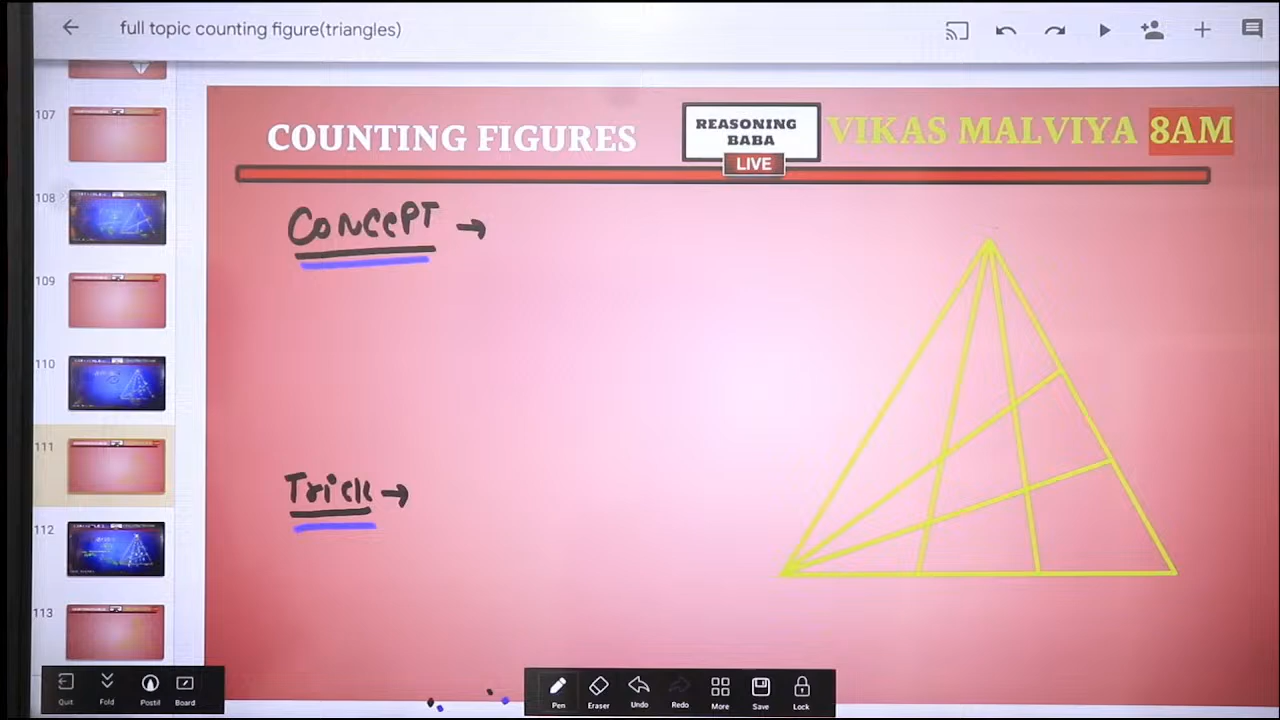 full topic counting figure(triangles)
107
108
109
110
111
112
113
COUNTING FIGURES
REASONING
BABA
LIVE
VIKAS MALVIYA 8AM
CONCEPT →
Trick →
Quit
Fold
Postil
Board
Pen
Eraser
Undo
Redo
More
Save
Lock